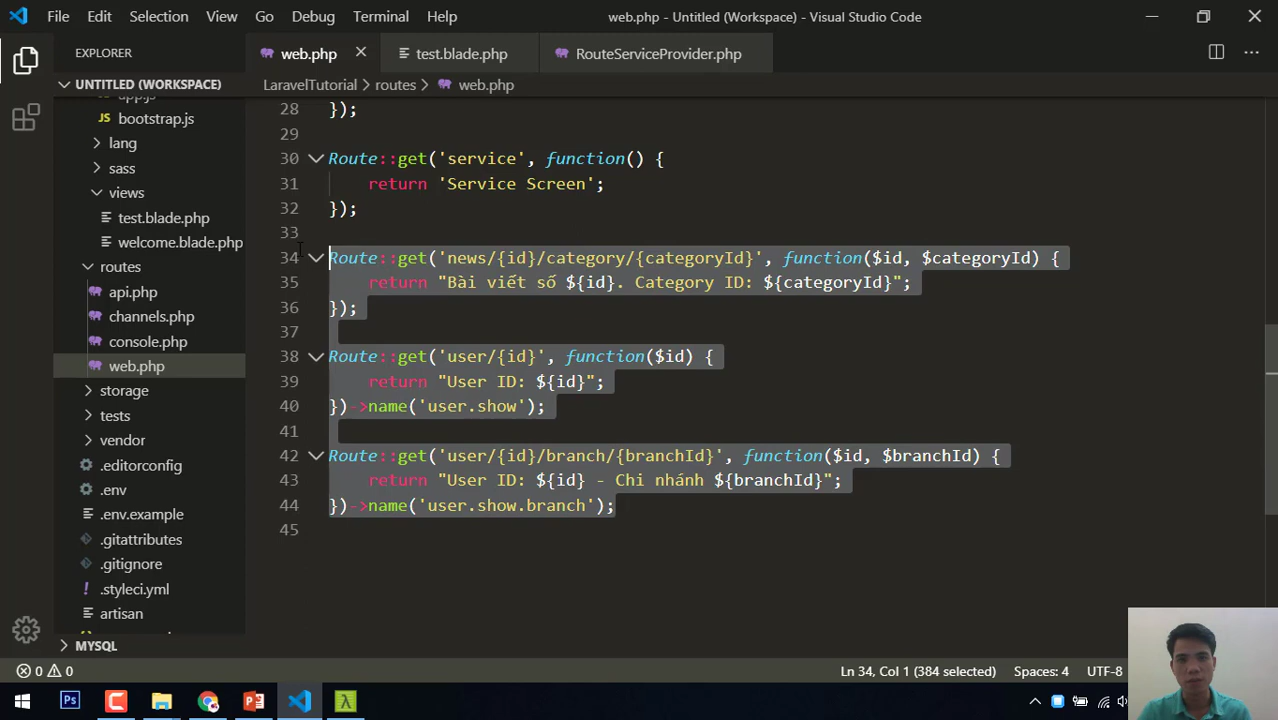 File Edit Selection View Go Debug Terminal Help
web.php - Untitled (Workspace) - Visual Studio Code
EXPLORER
web.php
test.blade.php
RouteServiceProvider.php
UNTITLED (WORKSPACE)
LaravelTutorial > routes > web.php
JS bootstrap.js
lang
sass
views
test.blade.php
welcome.blade.php
routes
api.php
channels.php
console.php
web.php
storage
tests
vendor
.editorconfig
.env
.env.example
.gitattributes
.gitignore
.styleci.yml
artisan
MYSQL
28 });
29
30 Route::get('service', function() {
31 return 'Service Screen';
32 });
33
34 Route::get('news/{id}/category/{categoryId}', function($id, $categoryId) {
35 return "Bài viết số ${id}. Category ID: ${categoryId}";
36 });
37
38 Route::get('user/{id}', function($id) {
39 return "User ID: ${id}";
40 })->name('user.show');
41
42 Route::get('user/{id}/branch/{branchId}', function($id, $branchId) {
43 return "User ID: ${id} - Chi nhánh ${branchId}";
44 })->name('user.show.branch');
45
0 0
Ln 34, Col 1 (384 selected) Spaces: 4 UTF-8
Ps